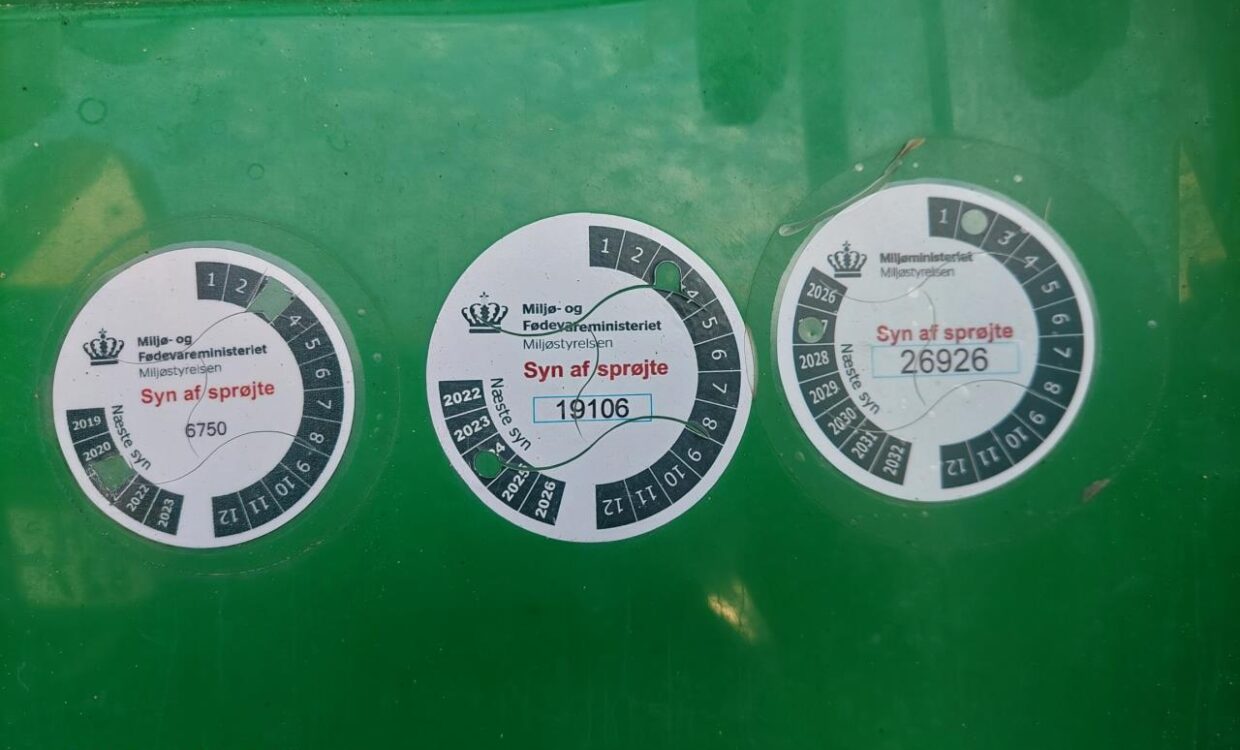 1 2 4 5 6 7 8 9 10 11 12
Miljø- og
Fødevareministeriet
Miljøstyrelsen
Syn af sprøjte
6750
Næste syn
2019 2020 2022 2023
1 2 4 5 6 7 8 9 10 11 12
Miljø- og
Fødevareministeriet
Miljøstyrelsen
Syn af sprøjte
19106
Næste syn
2022 2023 2025 2026
1 3 4 5 6 7 8 9 10 11 12
Miljøministeriet
Miljøstyrelsen
Syn af sprøjte
26926
Næste syn
2026 2028 2029 2030 2031 2032